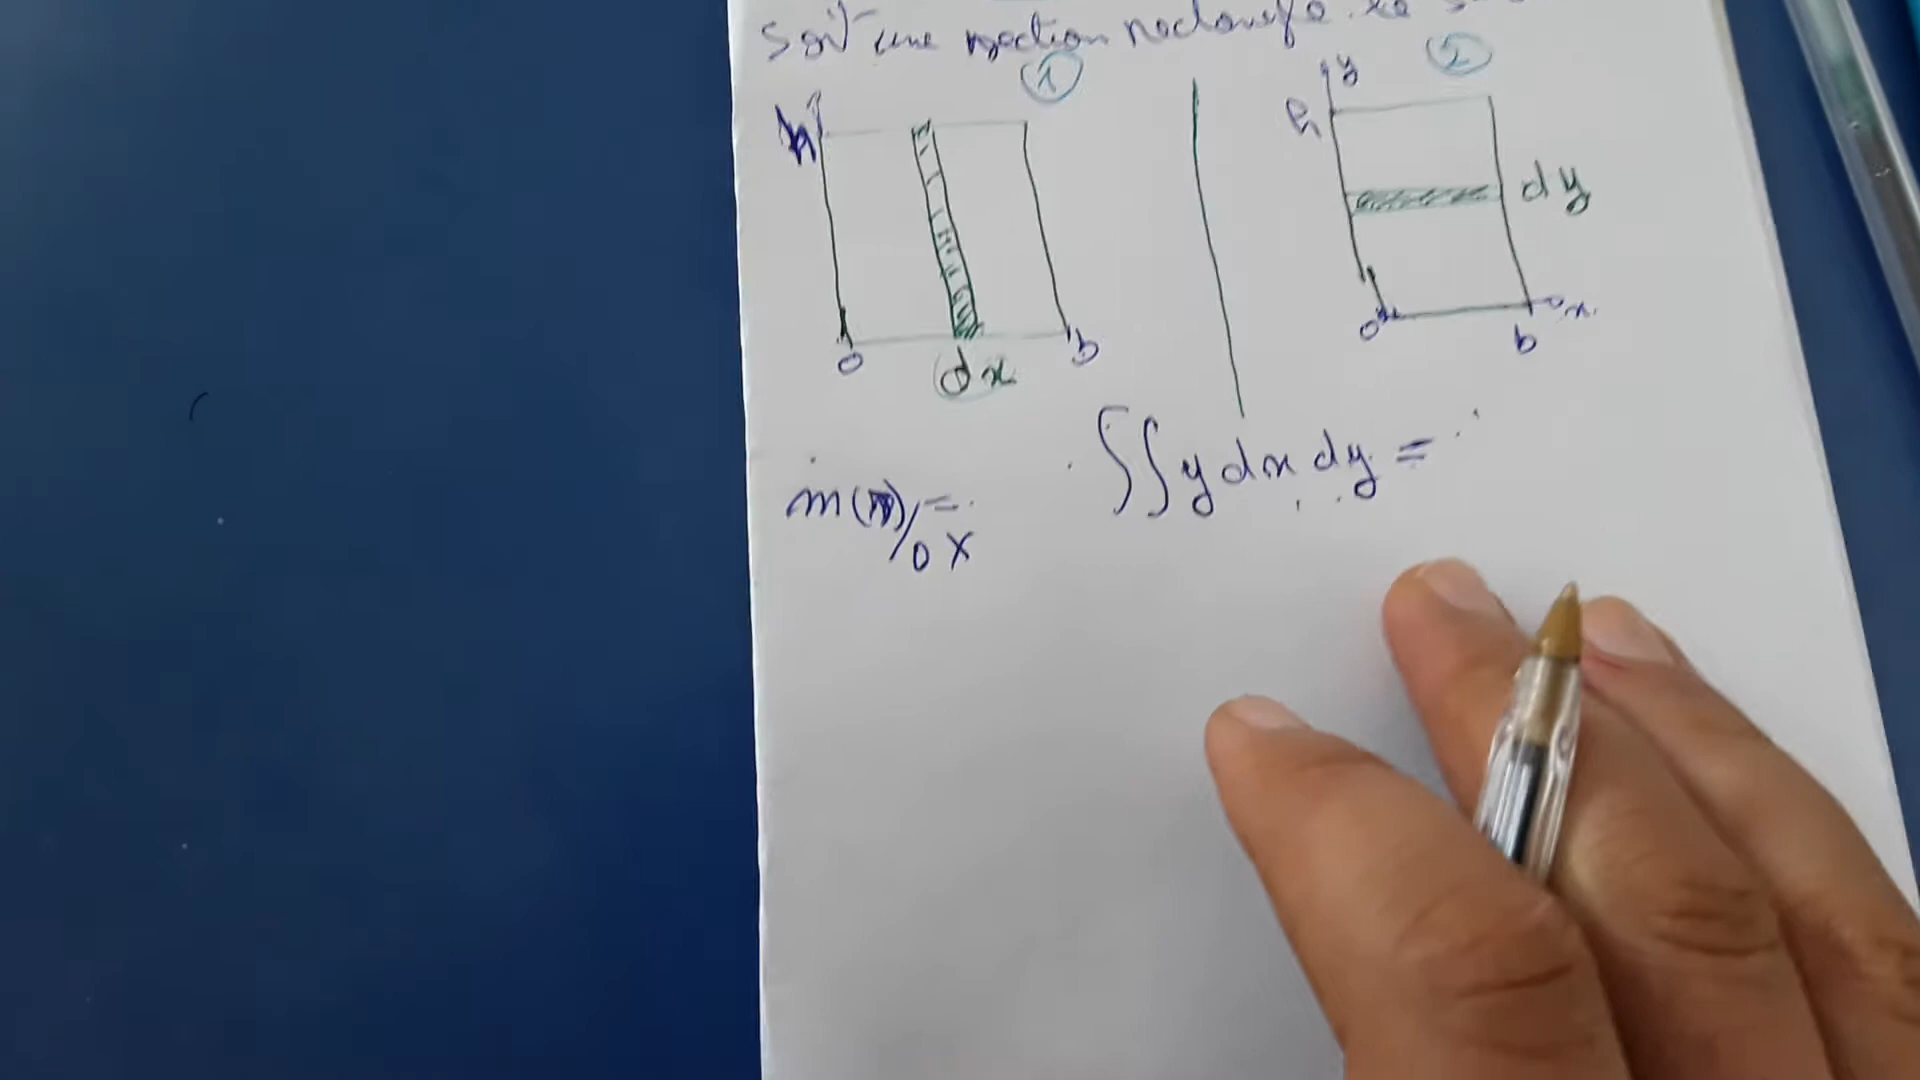 Soit une section rectangle
① ②
h y
h
dy
o b
dx
o b x
m(n)/ox = ∫∫ y dx dy =